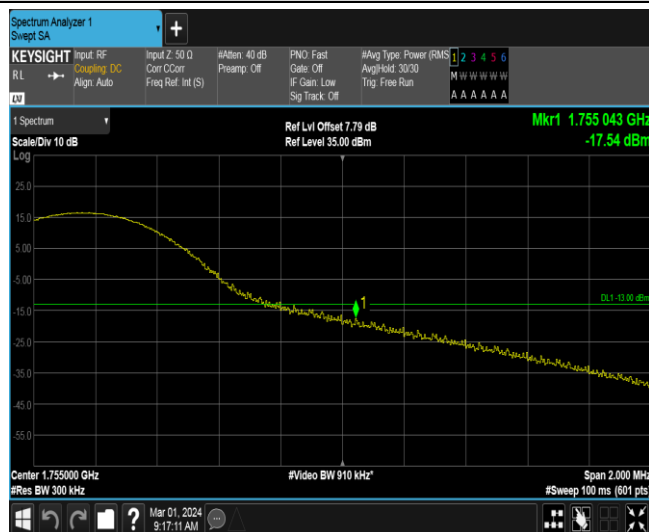 Spectrum Analyzer 1
Swept SA
KEYSIGHT
RL
LXI
Input: RF
Coupling: DC
Align: Auto
Input Z: 50 Ω
Corr CCorr
Freq Ref: Int (S)
#Atten: 40 dB
Preamp: Off
PNO: Fast
Gate: Off
IF Gain: Low
Sig Track: Off
#Avg Type: Power (RMS
Avg|Hold: 30/30
Trig: Free Run
1 2 3 4 5 6
M W W W W W
A A A A A A
1 Spectrum
Scale/Div 10 dB
Log
Ref Lvl Offset 7.79 dB
Ref Level 35.00 dBm
Mkr1 1.755 043 GHz
-17.54 dBm
25.0
15.0
5.00
-5.00
DL1 -13.00 dBm
1
-15.0
-25.0
-35.0
-45.0
-55.0
Center 1.755000 GHz
#Res BW 300 kHz
#Video BW 910 kHz*
Span 2.000 MHz
#Sweep 100 ms (601 pts)
?
Mar 01, 2024
9:17:11 AM